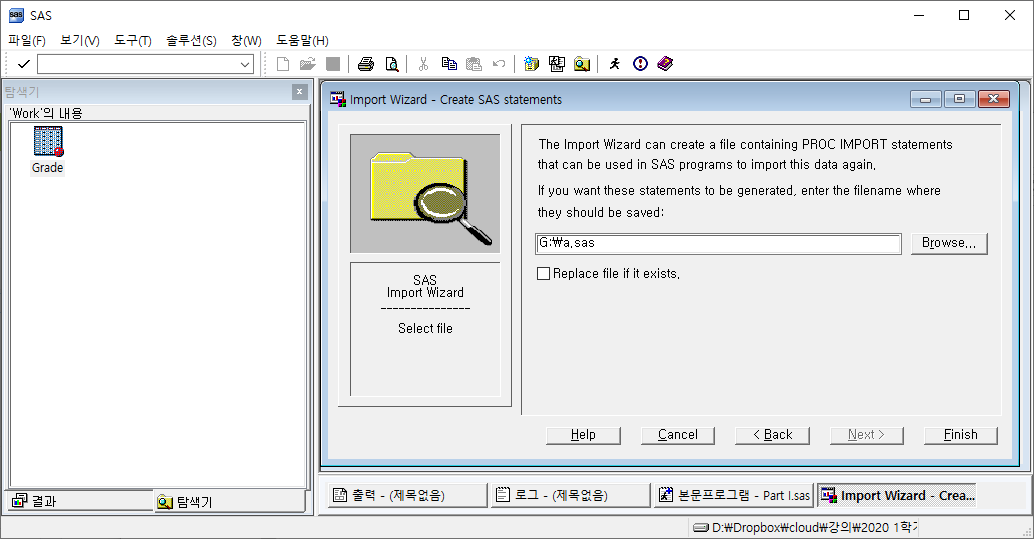 sas SAS
파일(F) 보기(V) 도구(T) 솔루션(S) 창(W) 도움말(H)
탐색기
'Work'의 내용
Grade
Import Wizard - Create SAS statements
SAS
Import Wizard
---------------
Select file
The Import Wizard can create a file containing PROC IMPORT statements
that can be used in SAS programs to import this data again.
If you want these statements to be generated, enter the filename where
they should be saved:
G:\a.sas
Browse...
Replace file if it exists.
Help Cancel < Back Next > Finish
결과 탐색기
출력 - (제목없음) 로그 - (제목없음) 본문프로그램 - Part I.sas Import Wizard - Crea...
D:₩Dropbox₩cloud₩강의₩2020 1학기